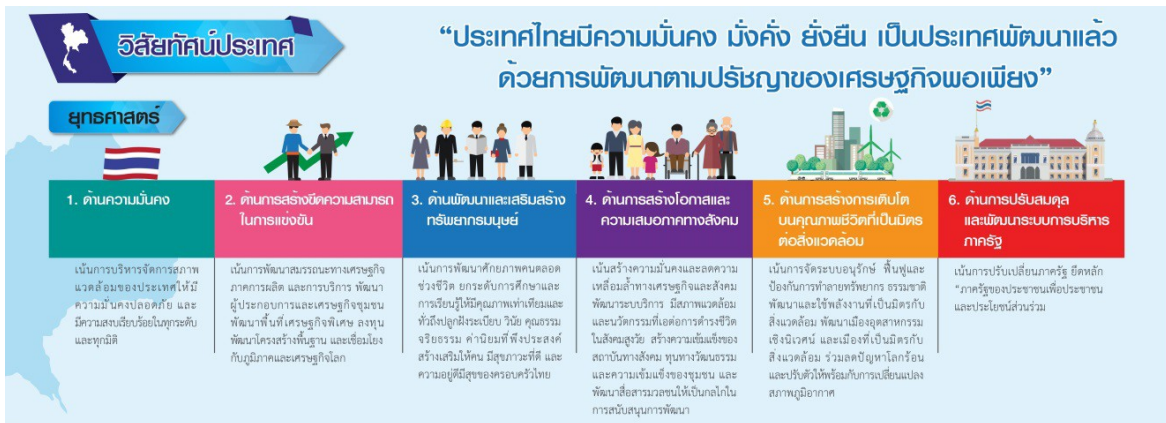 วิสัยทัศน์ประเทศ
“ประเทศไทยมีความมั่นคง มั่งคั่ง ยั่งยืน เป็นประเทศพัฒนาแล้ว
ด้วยการพัฒนาตามปรัชญาของเศรษฐกิจพอเพียง”
ยุทธศาสตร์
1. ด้านความมั่นคง
เน้นการบริหารจัดการสภาพ
แวดล้อมของประเทศให้มี
ความมั่นคงปลอดภัย และ
มีความสงบเรียบร้อยในทุกระดับ
และทุกมิติ
2. ด้านการสร้างขีดความสามารถ
ในการแข่งขัน
เน้นการพัฒนาสมรรถนะทางเศรษฐกิจ
ภาคการผลิต และการบริการ พัฒนา
ผู้ประกอบการและเศรษฐกิจชุมชน
พัฒนาพื้นที่เศรษฐกิจพิเศษ ลงทุน
พัฒนาโครงสร้างพื้นฐาน และเชื่อมโยง
กับภูมิภาคและเศรษฐกิจโลก
3. ด้านพัฒนาและเสริมสร้าง
ทรัพยากรมนุษย์
เน้นการพัฒนาศักยภาพคนตลอด
ช่วงชีวิต ยกระดับการศึกษาและ
การเรียนรู้ให้มีคุณภาพเท่าเทียมและ
ทั่วถึงปลูกฝังระเบียบ วินัย คุณธรรม
จริยธรรม ค่านิยมที่พึงประสงค์
สร้างเสริมให้คน มีสุขภาวะที่ดี และ
ความอยู่ดีมีสุขของครอบครัวไทย
4. ด้านการสร้างโอกาสและ
ความเสมอภาคทางสังคม
เน้นสร้างความมั่นคงและลดความ
เหลื่อมล้ำทางเศรษฐกิจและสังคม
พัฒนาระบบบริการ มีสภาพแวดล้อม
และนวัตกรรมที่เอื้อต่อการดำรงชีวิต
ในสังคมสูงวัย สร้างความเข้มแข็งของ
สถาบันทางสังคม ทุนทางวัฒนธรรม
และความเข้มแข็งของชุมชน และ
พัฒนาสื่อสารมวลชนให้เป็นกลไกใน
การสนับสนุนการพัฒนา
5. ด้านการสร้างการเติบโต
บนคุณภาพชีวิตที่เป็นมิตร
ต่อสิ่งแวดล้อม
เน้นการจัดระบบอนุรักษ์ ฟื้นฟูและ
ป้องกันการทำลายทรัพยากร ธรรมชาติ
พัฒนาและใช้พลังงานที่เป็นมิตรกับ
สิ่งแวดล้อม พัฒนาเมืองอุตสาหกรรม
เชิงนิเวศน์ และเมืองที่เป็นมิตรกับ
สิ่งแวดล้อม ร่วมลดปัญหาโลกร้อน
และปรับตัวให้พร้อมกับการเปลี่ยนแปลง
สภาพภูมิอากาศ
6. ด้านการปรับสมดุล
และพัฒนาระบบการบริหาร
ภาครัฐ
เน้นการปรับเปลี่ยนภาครัฐ ยึดหลัก
“ภาครัฐของประชาชนเพื่อประชาชน
และประโยชน์ส่วนร่วม